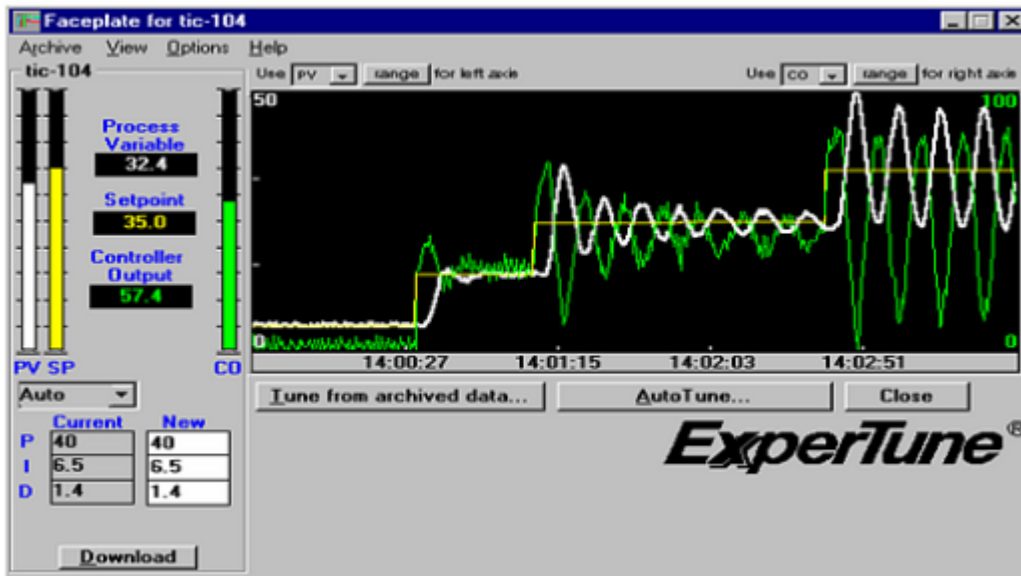 Faceplate for tic-104
Archive View Options Help
tic-104
Use PV range for left axis
Use CO range for right axis
50
100
Process
Variable
32.4
Setpoint
35.0
Controller
Output
57.4
0
0
14:00:27 14:01:15 14:02:03 14:02:51
PV SP CO
Auto
Tune from archived data... AutoTune... Close
Current New
P 40 40
I 6.5 6.5
D 1.4 1.4
Download
ExperTune®